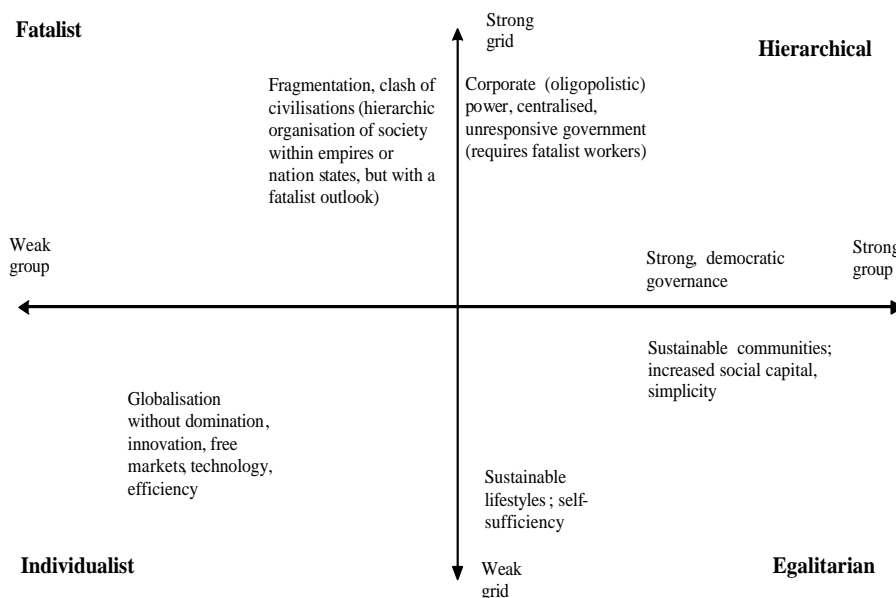 Fatalist
Strong
grid
Hierarchical
Fragmentation, clash of
civilisations (hierarchic
organisation of society
within empires or
nation states, but with a
fatalist outlook)
Corporate (oligopolistic)
power, centralised,
unresponsive government
(requires fatalist workers)
Weak
group
Strong, democratic
governance
Strong
group
Sustainable communities;
increased social capital,
simplicity
Globalisation
without domination,
innovation, free
markets, technology,
efficiency
Sustainable
lifestyles; self-
sufficiency
Individualist
Weak
grid
Egalitarian